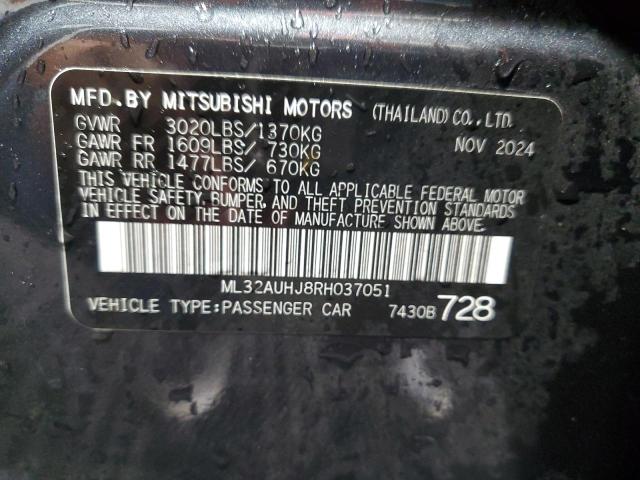 MFD. BY MITSUBISHI MOTORS (THAILAND) CO., LTD.
GVWR 3020LBS/1370KG
GAWR FR 1609LBS/ 730KG NOV 2024
GAWR RR 1477LBS/ 670KG
THIS VEHICLE CONFORMS TO ALL APPLICABLE FEDERAL MOTOR
VEHICLE SAFETY, BUMPER, AND THEFT PREVENTION STANDARDS
IN EFFECT ON THE DATE OF MANUFACTURE SHOWN ABOVE.
ML32AUHJ8RH037051
VEHICLE TYPE:PASSENGER CAR 7430B 728